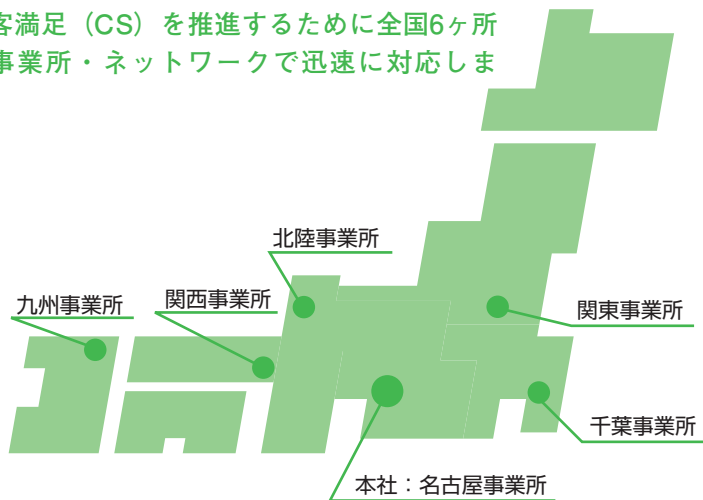 客満足（CS）を推進するために全国6ヶ所
事業所・ネットワークで迅速に対応しま
北陸事業所
九州事業所
関西事業所
関東事業所
千葉事業所
本社：名古屋事業所